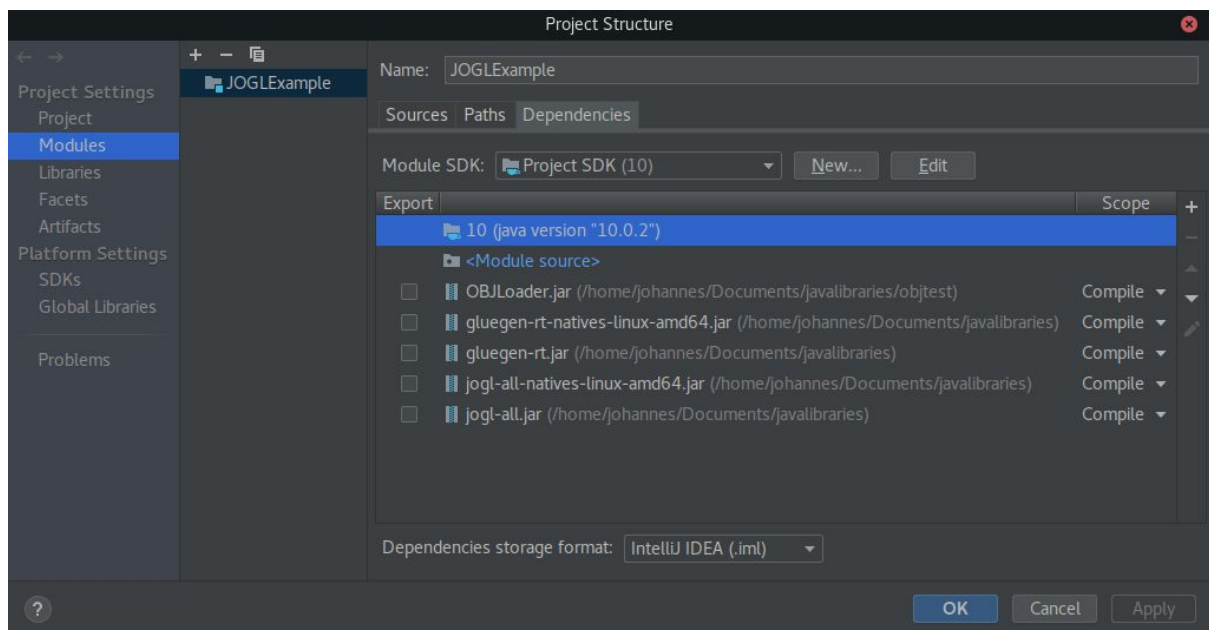 Project Structure
Project Settings
Project
Modules
Libraries
Facets
Artifacts
Platform Settings
SDKs
Global Libraries
Problems
JOGLExample
Name: JOGLExample
Sources Paths Dependencies
Module SDK: Project SDK (10) New... Edit
Export Scope
10 (java version "10.0.2")
<Module source>
OBJLoader.jar (/home/johannes/Documents/javalibraries/objtest) Compile
gluegen-rt-natives-linux-amd64.jar (/home/johannes/Documents/javalibraries) Compile
gluegen-rt.jar (/home/johannes/Documents/javalibraries) Compile
jogl-all-natives-linux-amd64.jar (/home/johannes/Documents/javalibraries) Compile
jogl-all.jar (/home/johannes/Documents/javalibraries) Compile
Dependencies storage format: IntelliJ IDEA (.iml)
? OK Cancel Apply